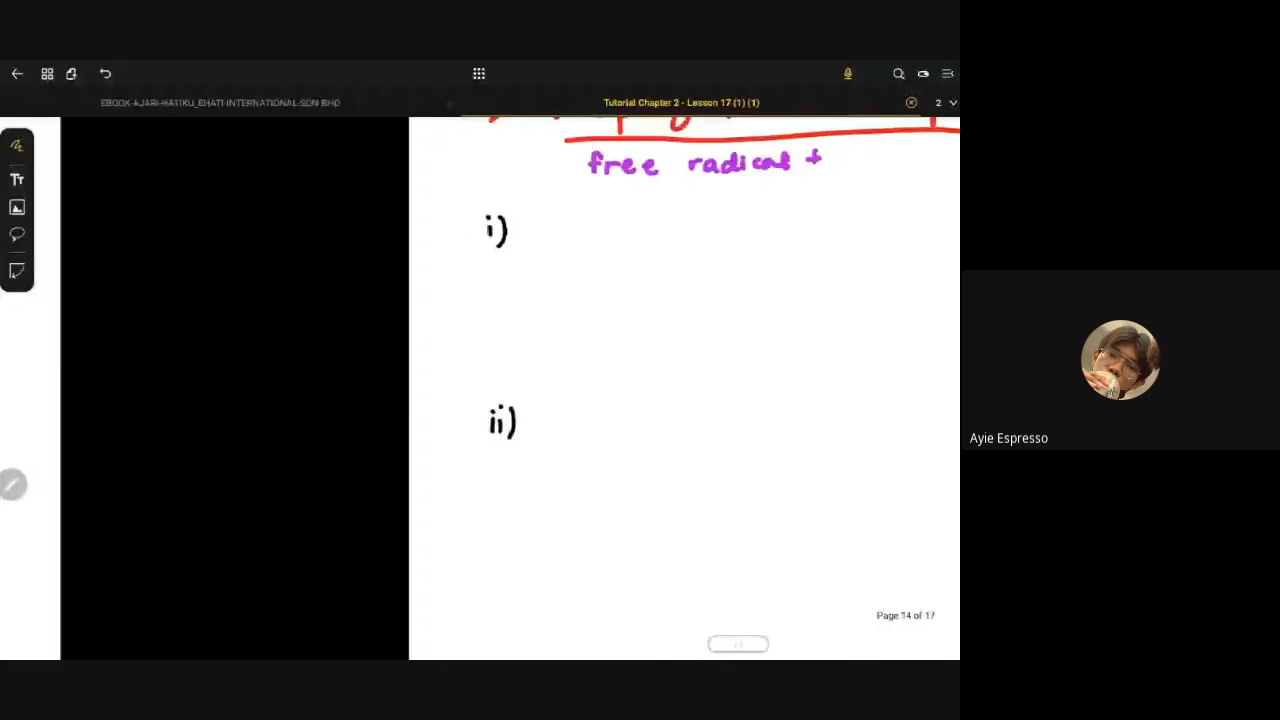 EBOOK-AJARI-HATIKU_EHATI-INTERNATIONAL-SDN BHD
Tutorial Chapter 2 - Lesson 17 (1) (1)
2
Tt
free radical +
i)
ii)
Ayie Espresso
Page 14 of 17